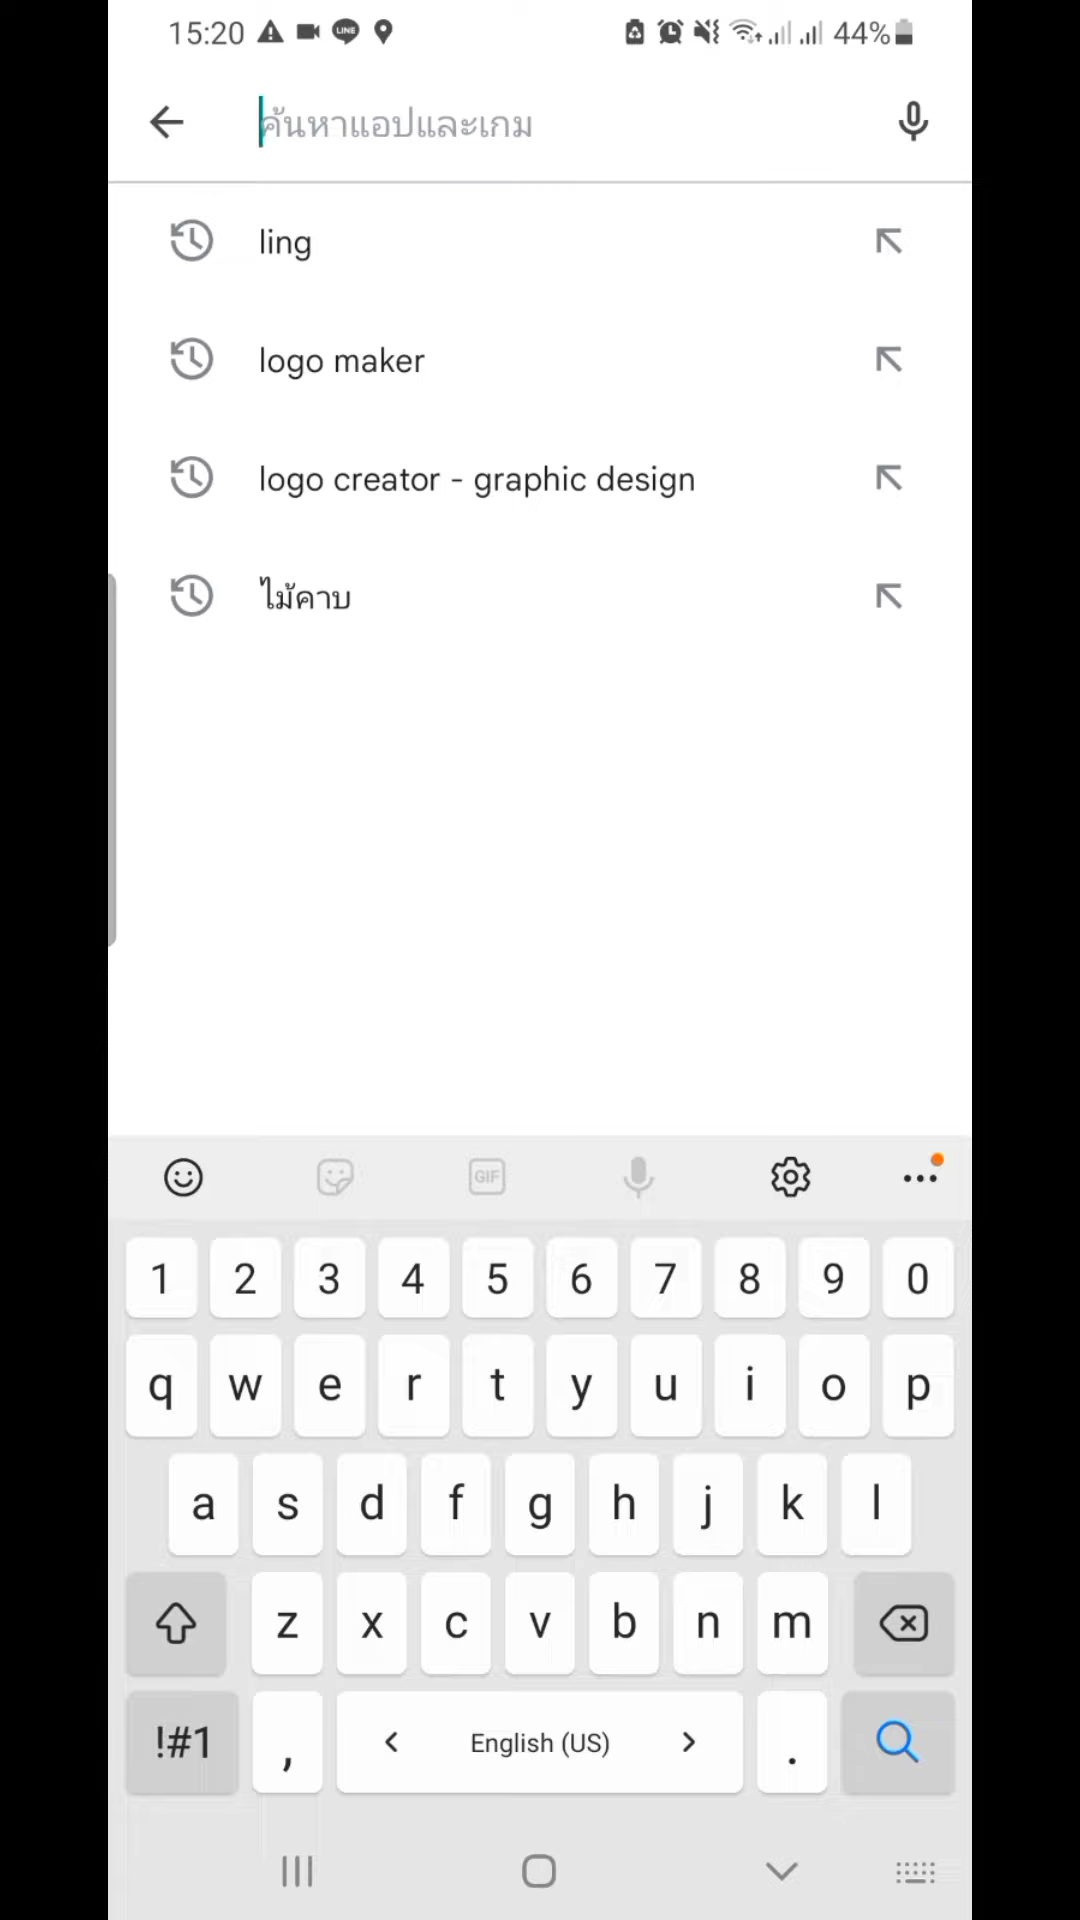 15:20 LINE 44%
ค้นหาแอปและเกม
ling
logo maker
logo creator - graphic design
ไม้คาบ
GIF
1 2 3 4 5 6 7 8 9 0
q w e r t y u i o p
a s d f g h j k l
z x c v b n m
!#1 , < English (US) > .